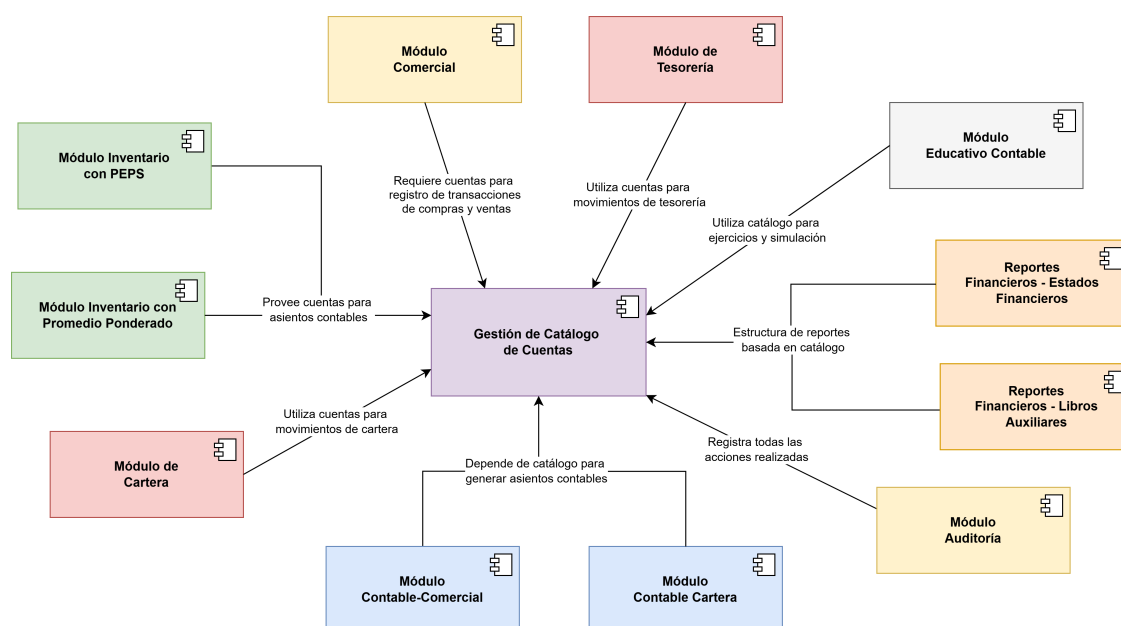 Módulo
Comercial
Módulo de
Tesorería
Módulo
Educativo Contable
Módulo Inventario
con PEPS
Requiere cuentas para
registro de transacciones
de compras y ventas
Utiliza cuentas para
movimientos de tesorería
Utiliza catálogo para
ejercicios y simulación
Reportes
Financieros - Estados
Financieros
Módulo Inventario con
Promedio Ponderado
Provee cuentas para
asientos contables
Gestión de Catálogo
de Cuentas
Estructura de reportes
basada en catálogo
Reportes
Financieros - Libros
Auxiliares
Utiliza cuentas para
movimientos de cartera
Módulo de
Cartera
Depende de catálogo para
generar asientos contables
Registra todas las
acciones realizadas
Módulo
Auditoría
Módulo
Contable-Comercial
Módulo
Contable Cartera